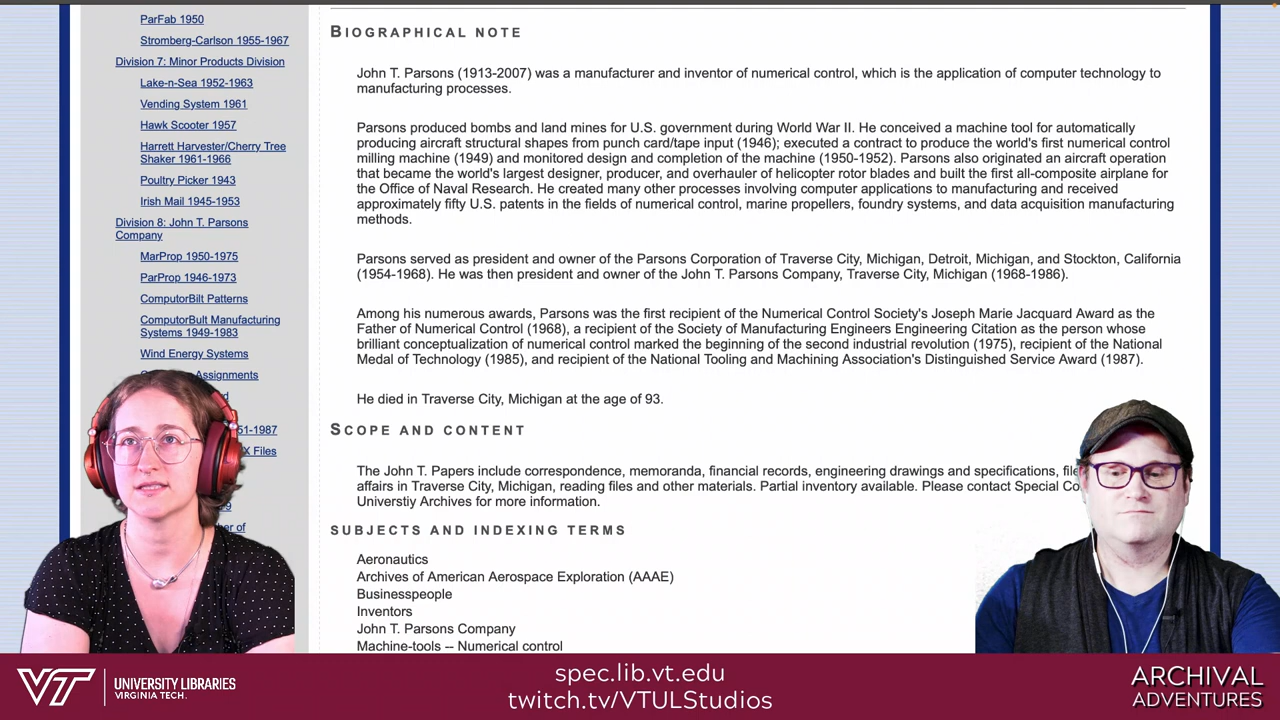 ParFab 1950
Stromberg-Carlson 1955-1967
Division 7: Minor Products Division
Lake-n-Sea 1952-1963
Vending System 1961
Hawk Scooter 1957
Harrett Harvester/Cherry Tree
Shaker 1961-1966
Poultry Picker 1943
Irish Mail 1945-1953
Division 8: John T. Parsons
Company
MarProp 1950-1975
ParProp 1946-1973
ComputorBilt Patterns
ComputorBult Manufacturing
Systems 1949-1983
Wind Energy Systems
Assignments
51-1987
X Files
of
BIOGRAPHICAL NOTE
John T. Parsons (1913-2007) was a manufacturer and inventor of numerical control, which is the application of computer technology to
manufacturing processes.
Parsons produced bombs and land mines for U.S. government during World War II. He conceived a machine tool for automatically
producing aircraft structural shapes from punch card/tape input (1946); executed a contract to produce the world's first numerical control
milling machine (1949) and monitored design and completion of the machine (1950-1952). Parsons also originated an aircraft operation
that became the world's largest designer, producer, and overhauler of helicopter rotor blades and built the first all-composite airplane for
the Office of Naval Research. He created many other processes involving computer applications to manufacturing and received
approximately fifty U.S. patents in the fields of numerical control, marine propellers, foundry systems, and data acquisition manufacturing
methods.
Parsons served as president and owner of the Parsons Corporation of Traverse City, Michigan, Detroit, Michigan, and Stockton, California
(1954-1968). He was then president and owner of the John T. Parsons Company, Traverse City, Michigan (1968-1986).
Among his numerous awards, Parsons was the first recipient of the Numerical Control Society's Joseph Marie Jacquard Award as the
Father of Numerical Control (1968), a recipient of the Society of Manufacturing Engineers Engineering Citation as the person whose
brilliant conceptualization of numerical control marked the beginning of the second industrial revolution (1975), recipient of the National
Medal of Technology (1985), and recipient of the National Tooling and Machining Association's Distinguished Service Award (1987).
He died in Traverse City, Michigan at the age of 93.
SCOPE AND CONTENT
The John T. Papers include correspondence, memoranda, financial records, engineering drawings and specifications,
affairs in Traverse City, Michigan, reading files and other materials. Partial inventory available. Please contact Special
Universtiy Archives for more information.
SUBJECTS AND INDEXING TERMS
Aeronautics
Archives of American Aerospace Exploration (AAAE)
Businesspeople
Inventors
John T. Parsons Company
Machine-tools -- Numerical control
VT
UNIVERSITY LIBRARIES
VIRGINIA TECH.
spec.lib.vt.edu
twitch.tv/VTULStudios
ARCHIVAL
ADVENTURES